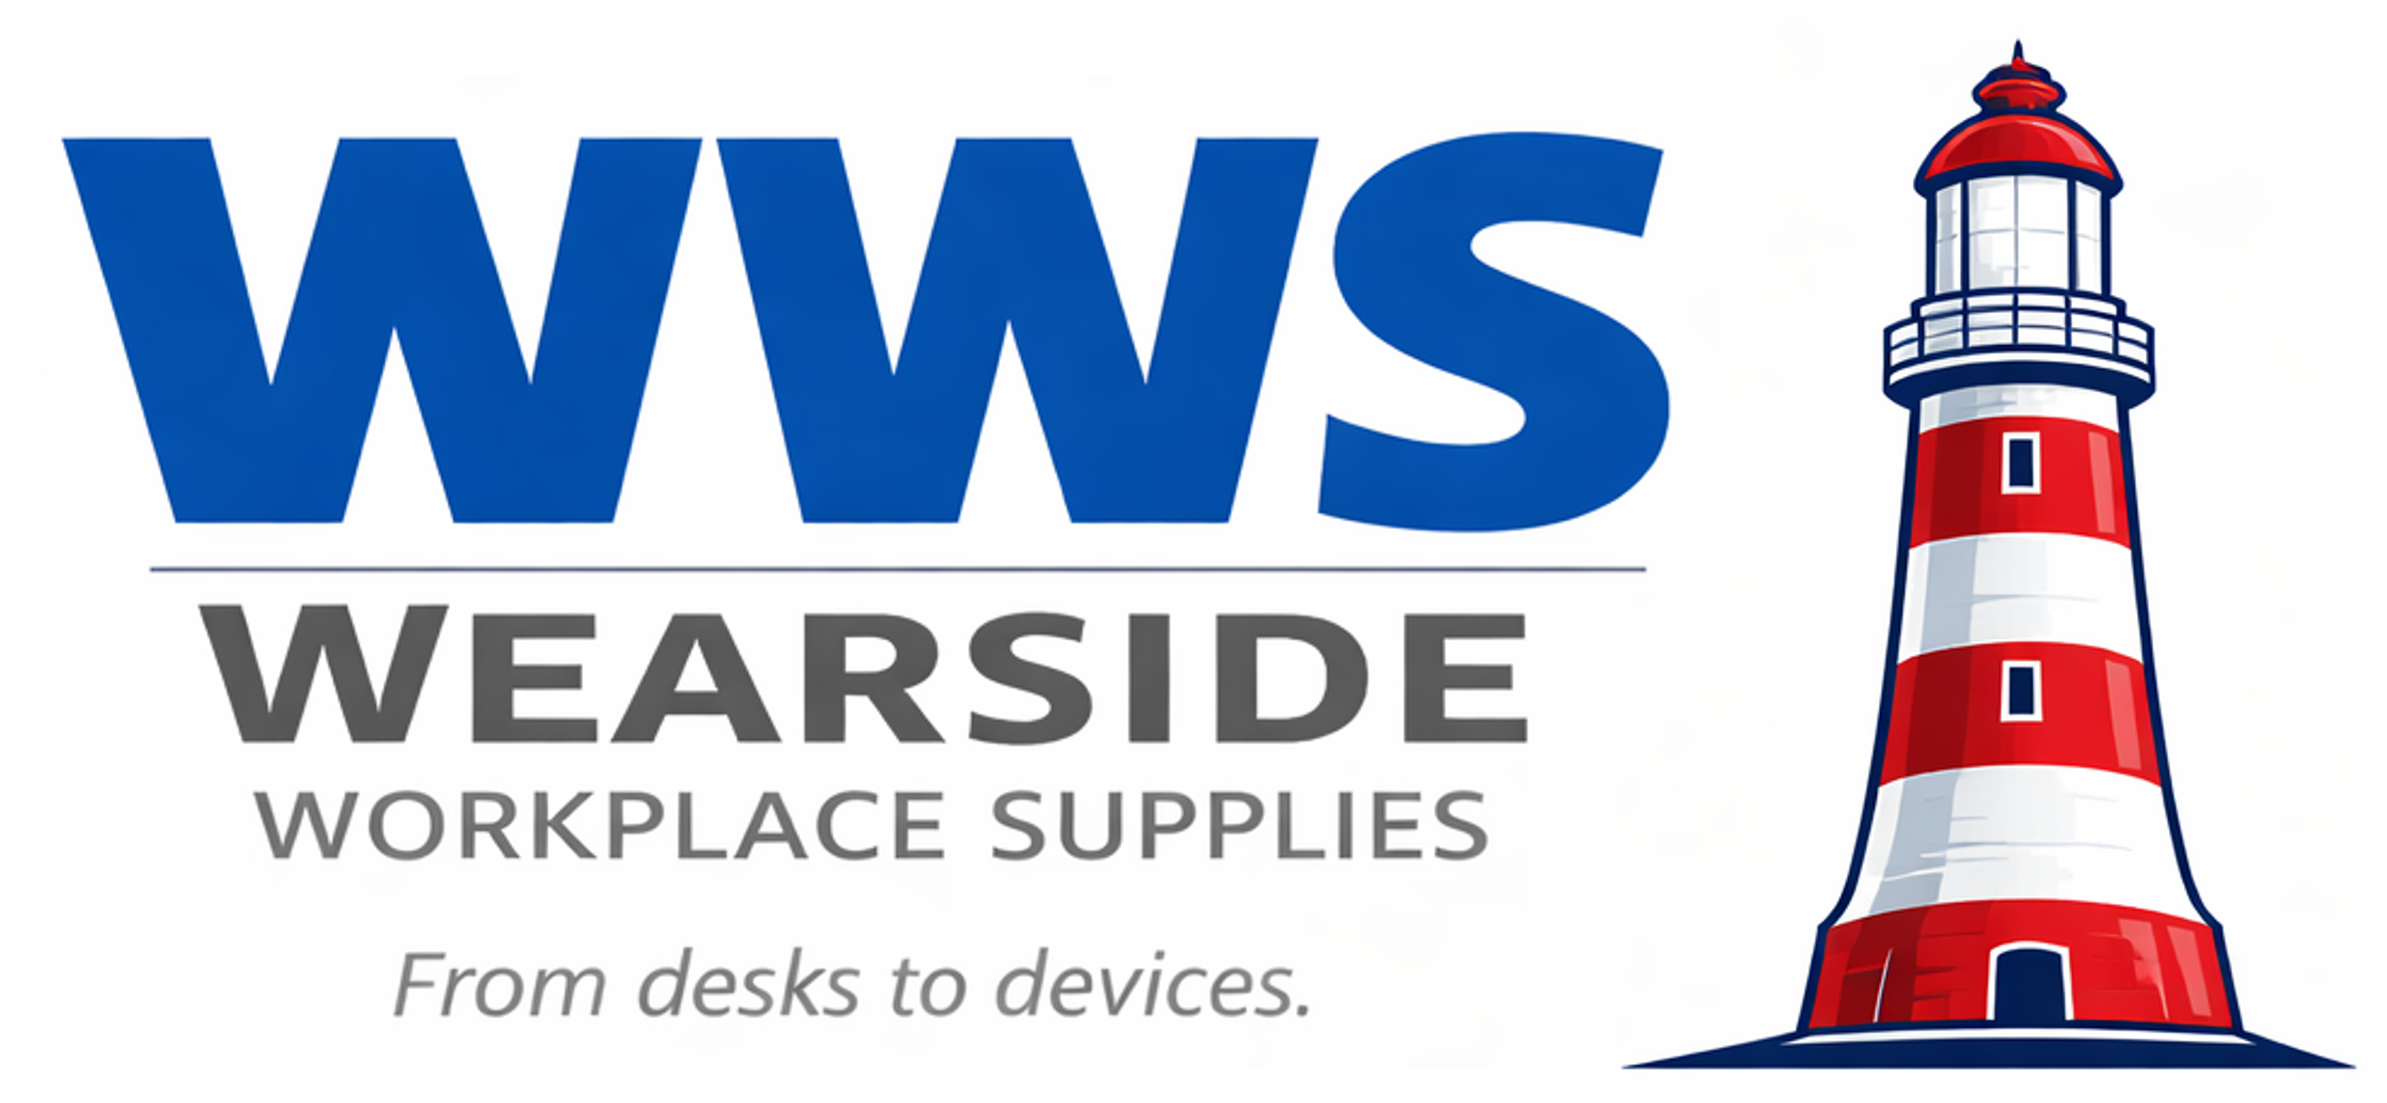 WWS
WEARSIDE
WORKPLACE SUPPLIES
From desks to devices.